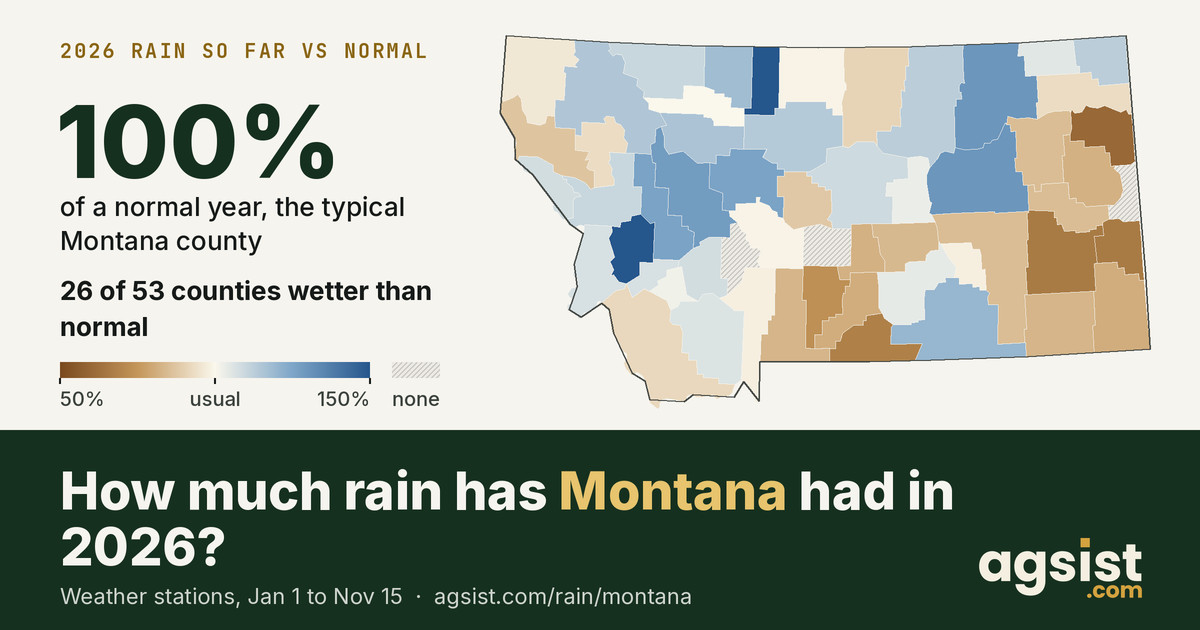 2026 RAIN SO FAR VS NORMAL
100%
of a normal year, the typical
Montana county
26 of 53 counties wetter than
normal
50% usual 150% none
How much rain has Montana had in
2026?
Weather stations, Jan 1 to Nov 15 · agsist.com/rain/montana
agsist
.com